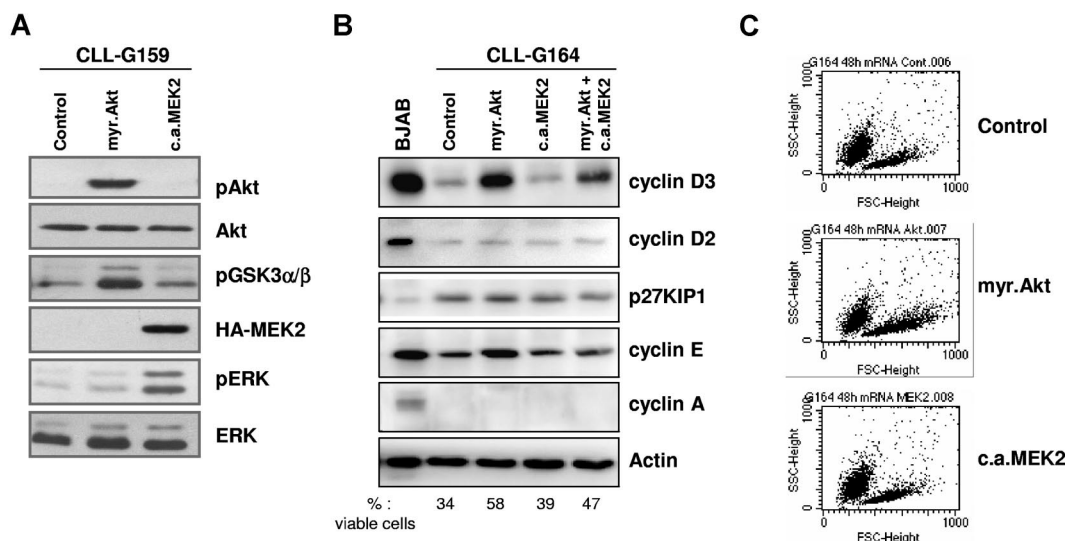 A
CLL-G159
Control
myr.Akt
c.a.MEK2
pAkt
Akt
pGSK3α/β
HA-MEK2
pERK
ERK
B
CLL-G164
BJAB
Control
myr.Akt
c.a.MEK2
myr.Akt +
c.a.MEK2
cyclin D3
cyclin D2
p27KIP1
cyclin E
cyclin A
Actin
% : 34 58 39 47
viable cells
C
G164 48h mRNA Cont.006
1000
SSC-Height
0
0 1000
FSC-Height
Control
G164 48h mRNA Akt.007
1000
SSC-Height
0
0 1000
FSC-Height
myr.Akt
G164 48h mRNA MEK2.008
1000
SSC-Height
0
0 1000
FSC-Height
c.a.MEK2